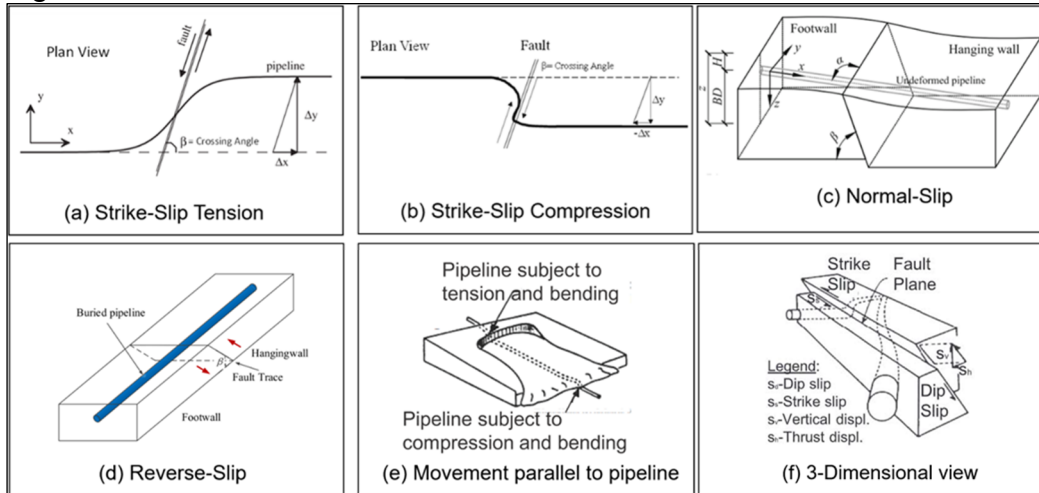 Plan View
fault
pipeline
y
x
β = Crossing Angle
Δy
Δx
(a) Strike-Slip Tension
Plan View
Fault
β= Crossing Angle
Δy
-Δx
(b) Strike-Slip Compression
Footwall
Hanging wall
y
x
z
α
β
H
BD
Undeformed pipeline
(c) Normal-Slip
Buried pipeline
Hangingwall
β
Fault Trace
Footwall
(d) Reverse-Slip
Pipeline subject to
tension and bending
Pipeline subject to
compression and bending
(e) Movement parallel to pipeline
Strike
Slip
Fault
Plane
Sᵥ
Sₕ
Dip
Slip
Legend:
s -Dip slip
sₛ-Strike slip
sᵥ-Vertical displ.
sₕ-Thrust displ.
(f) 3-Dimensional view